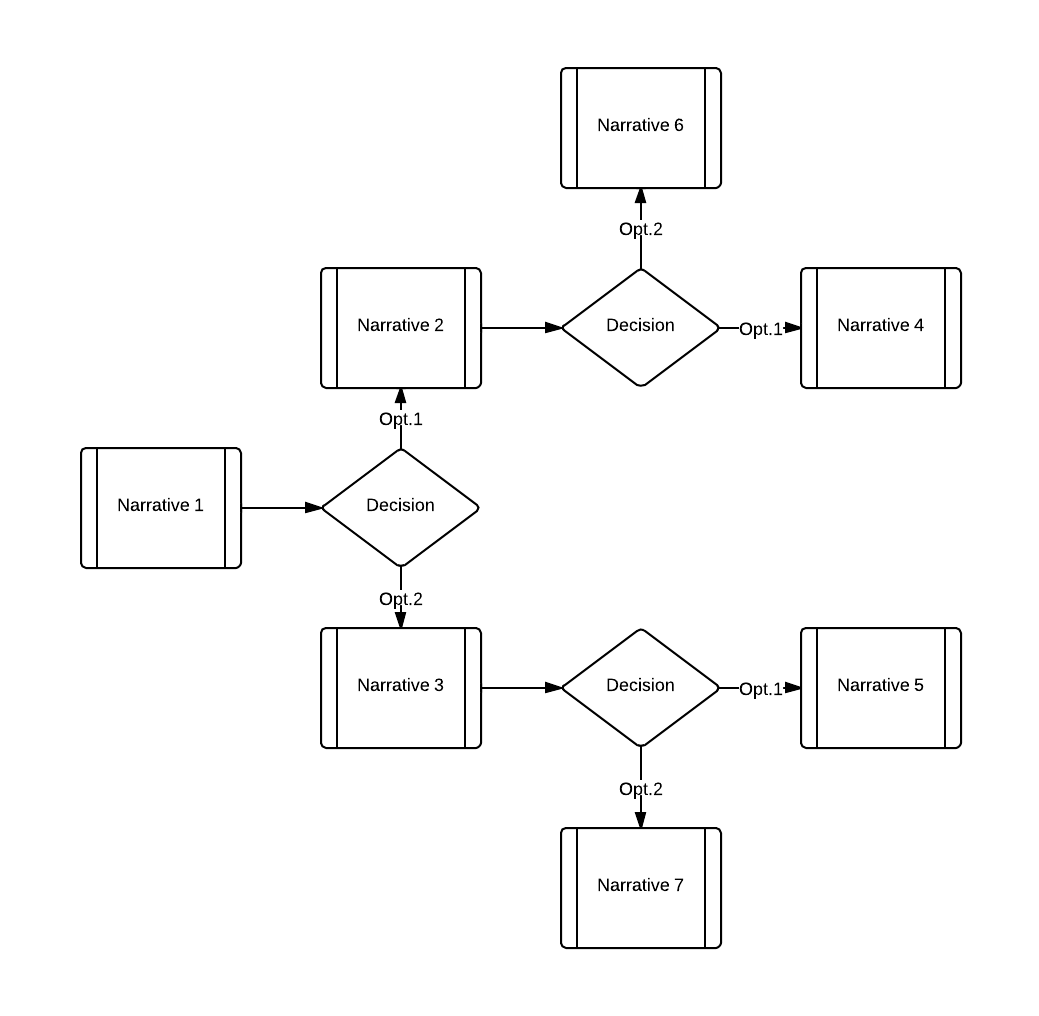 Narrative 6
Opt.2
Narrative 2
Decision
Opt.1
Narrative 4
Opt.1
Narrative 1
Decision
Opt.2
Narrative 3
Decision
Opt.1
Narrative 5
Opt.2
Narrative 7